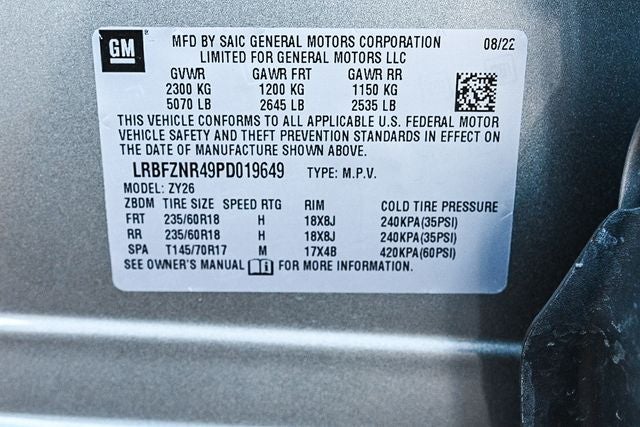 GM
MFD BY SAIC GENERAL MOTORS CORPORATION 08/22
LIMITED FOR GENERAL MOTORS LLC
GVWR GAWR FRT GAWR RR
2300 KG 1200 KG 1150 KG
5070 LB 2645 LB 2535 LB
THIS VEHICLE CONFORMS TO ALL APPLICABLE U.S. FEDERAL MOTOR
VEHICLE SAFETY AND THEFT PREVENTION STANDARDS IN EFFECT ON
THE DATE OF MANUFACTURE SHOWN ABOVE.
LRBFZNR49PD019649 TYPE: M.P.V.
MODEL: ZY26
ZBDM TIRE SIZE SPEED RTG RIM COLD TIRE PRESSURE
FRT 235/60R18 H 18X8J 240KPA(35PSI)
RR 235/60R18 H 18X8J 240KPA(35PSI)
SPA T145/70R17 M 17X4B 420KPA(60PSI)
SEE OWNER'S MANUAL FOR MORE INFORMATION.